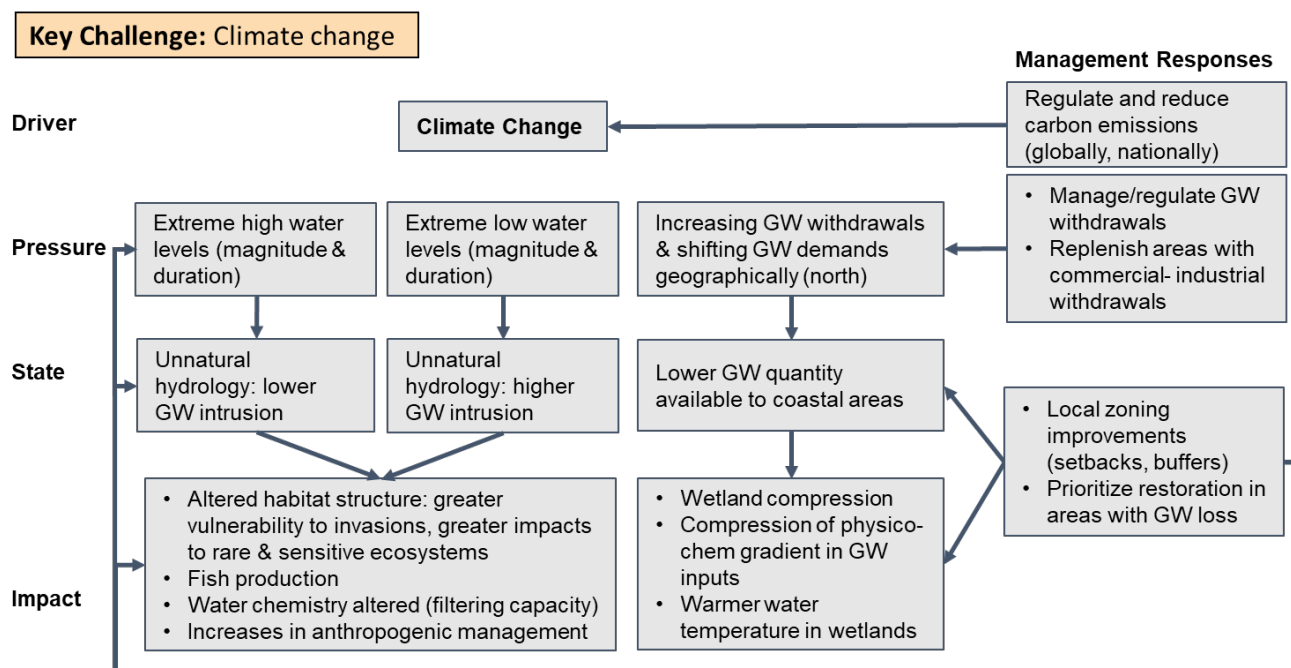 Key Challenge: Climate change
Management Responses
Driver
Climate Change
Regulate and reduce
carbon emissions
(globally, nationally)
Pressure
Extreme high water
levels (magnitude &
duration)
Extreme low water
levels (magnitude &
duration)
Increasing GW withdrawals
& shifting GW demands
geographically (north)
• Manage/regulate GW
withdrawals
• Replenish areas with
commercial- industrial
withdrawals
State
Unnatural
hydrology: lower
GW intrusion
Unnatural
hydrology: higher
GW intrusion
Lower GW quantity
available to coastal areas
• Local zoning
improvements
(setbacks, buffers)
• Prioritize restoration in
areas with GW loss
Impact
• Altered habitat structure: greater
vulnerability to invasions, greater impacts
to rare & sensitive ecosystems
• Fish production
• Water chemistry altered (filtering capacity)
• Increases in anthropogenic management
• Wetland compression
• Compression of physico-
chem gradient in GW
inputs
• Warmer water
temperature in wetlands